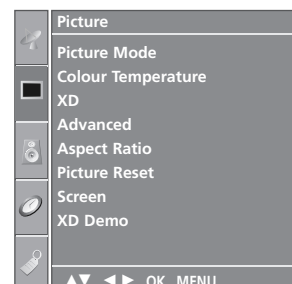 Picture
Picture Mode
Colour Temperature
XD
Advanced
Aspect Ratio
Picture Reset
Screen
XD Demo
▲▼ ◀ ▶ OK MENU